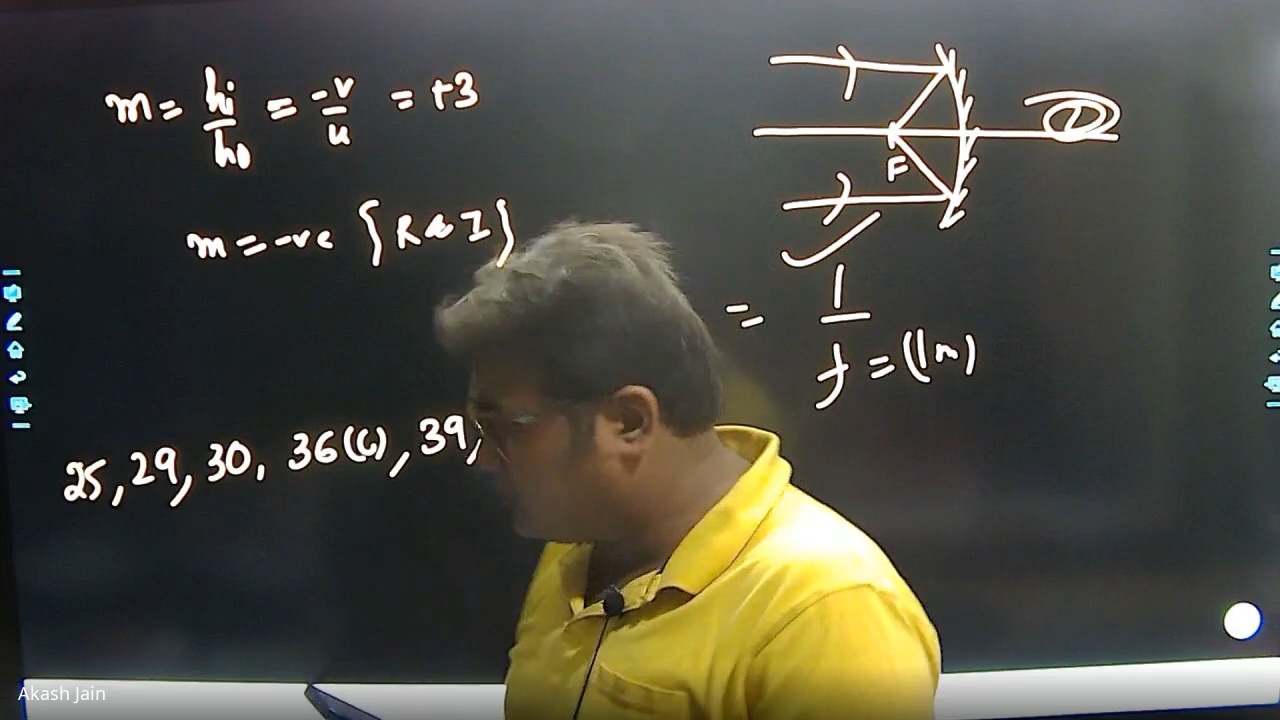 m = hi/ho = -v/u = +3
m = -ve {R & I}
F
= 1/f = (1m)
25, 29, 30, 36(C), 39,
Akash Jain